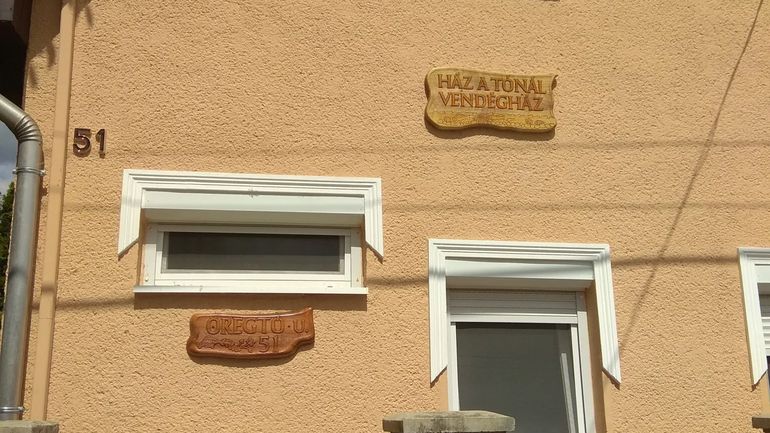 HÁZ A TÓNÁL
VENDÉGHÁZ
51
ÖREGTÓ-U.
51